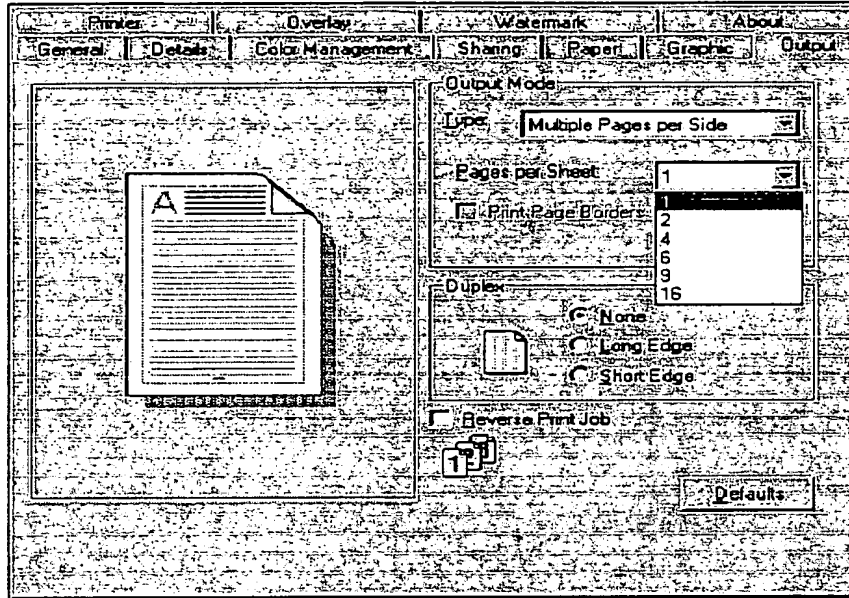 Printer Overlay Watermark About
General Details Color Management Sharing Paper Graphic Output
Output Mode
Type: Multiple Pages per Side
Pages per Sheet 1
Print Page Borders
1
2
4
6
9
16
A
Duplex
None
Long Edge
Short Edge
Reverse Print Job
1
Defaults